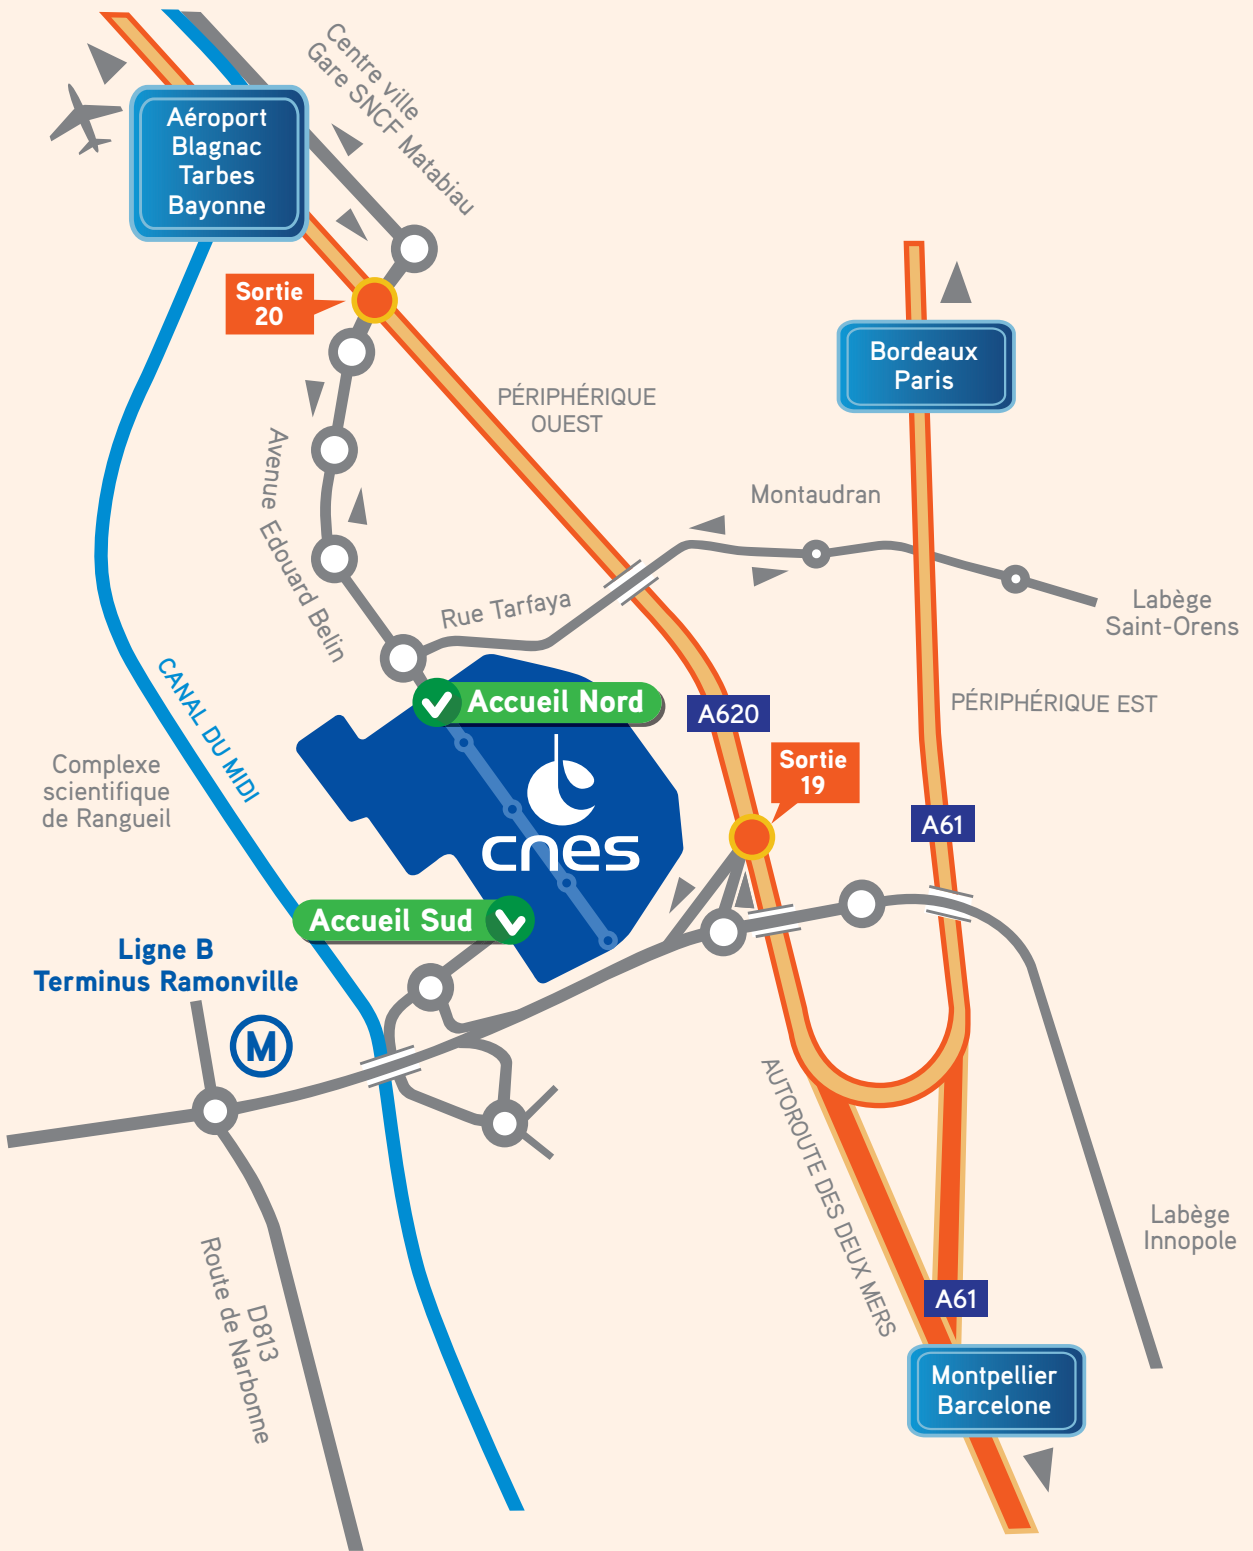 Centre ville
Gare SNCF Matabiau
Aéroport
Blagnac
Tarbes
Bayonne
Sortie
20
Bordeaux
Paris
PÉRIPHÉRIQUE
OUEST
Avenue Edouard Belin
Montaudran
Rue Tarfaya
Labège
Saint-Orens
CANAL DU MIDI
Accueil Nord
A620
PÉRIPHÉRIQUE EST
Complexe
scientifique
de Rangueil
Sortie
19
A61
cnes
Accueil Sud
Ligne B
Terminus Ramonville
M
AUTOROUTE DES DEUX MERS
Labège
Innopole
D813
Route de Narbonne
A61
Montpellier
Barcelone